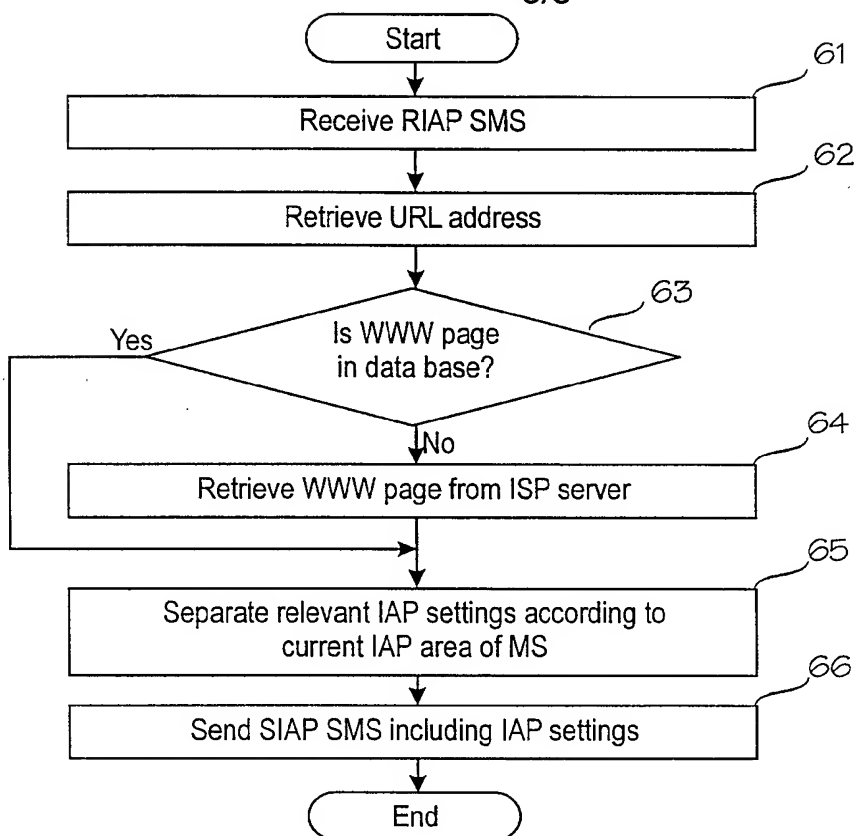 Start
61
Receive RIAP SMS
62
Retrieve URL address
63
Yes
Is WWW page
in data base?
No
64
Retrieve WWW page from ISP server
65
Separate relevant IAP settings according to
current IAP area of MS
66
Send SIAP SMS including IAP settings
End